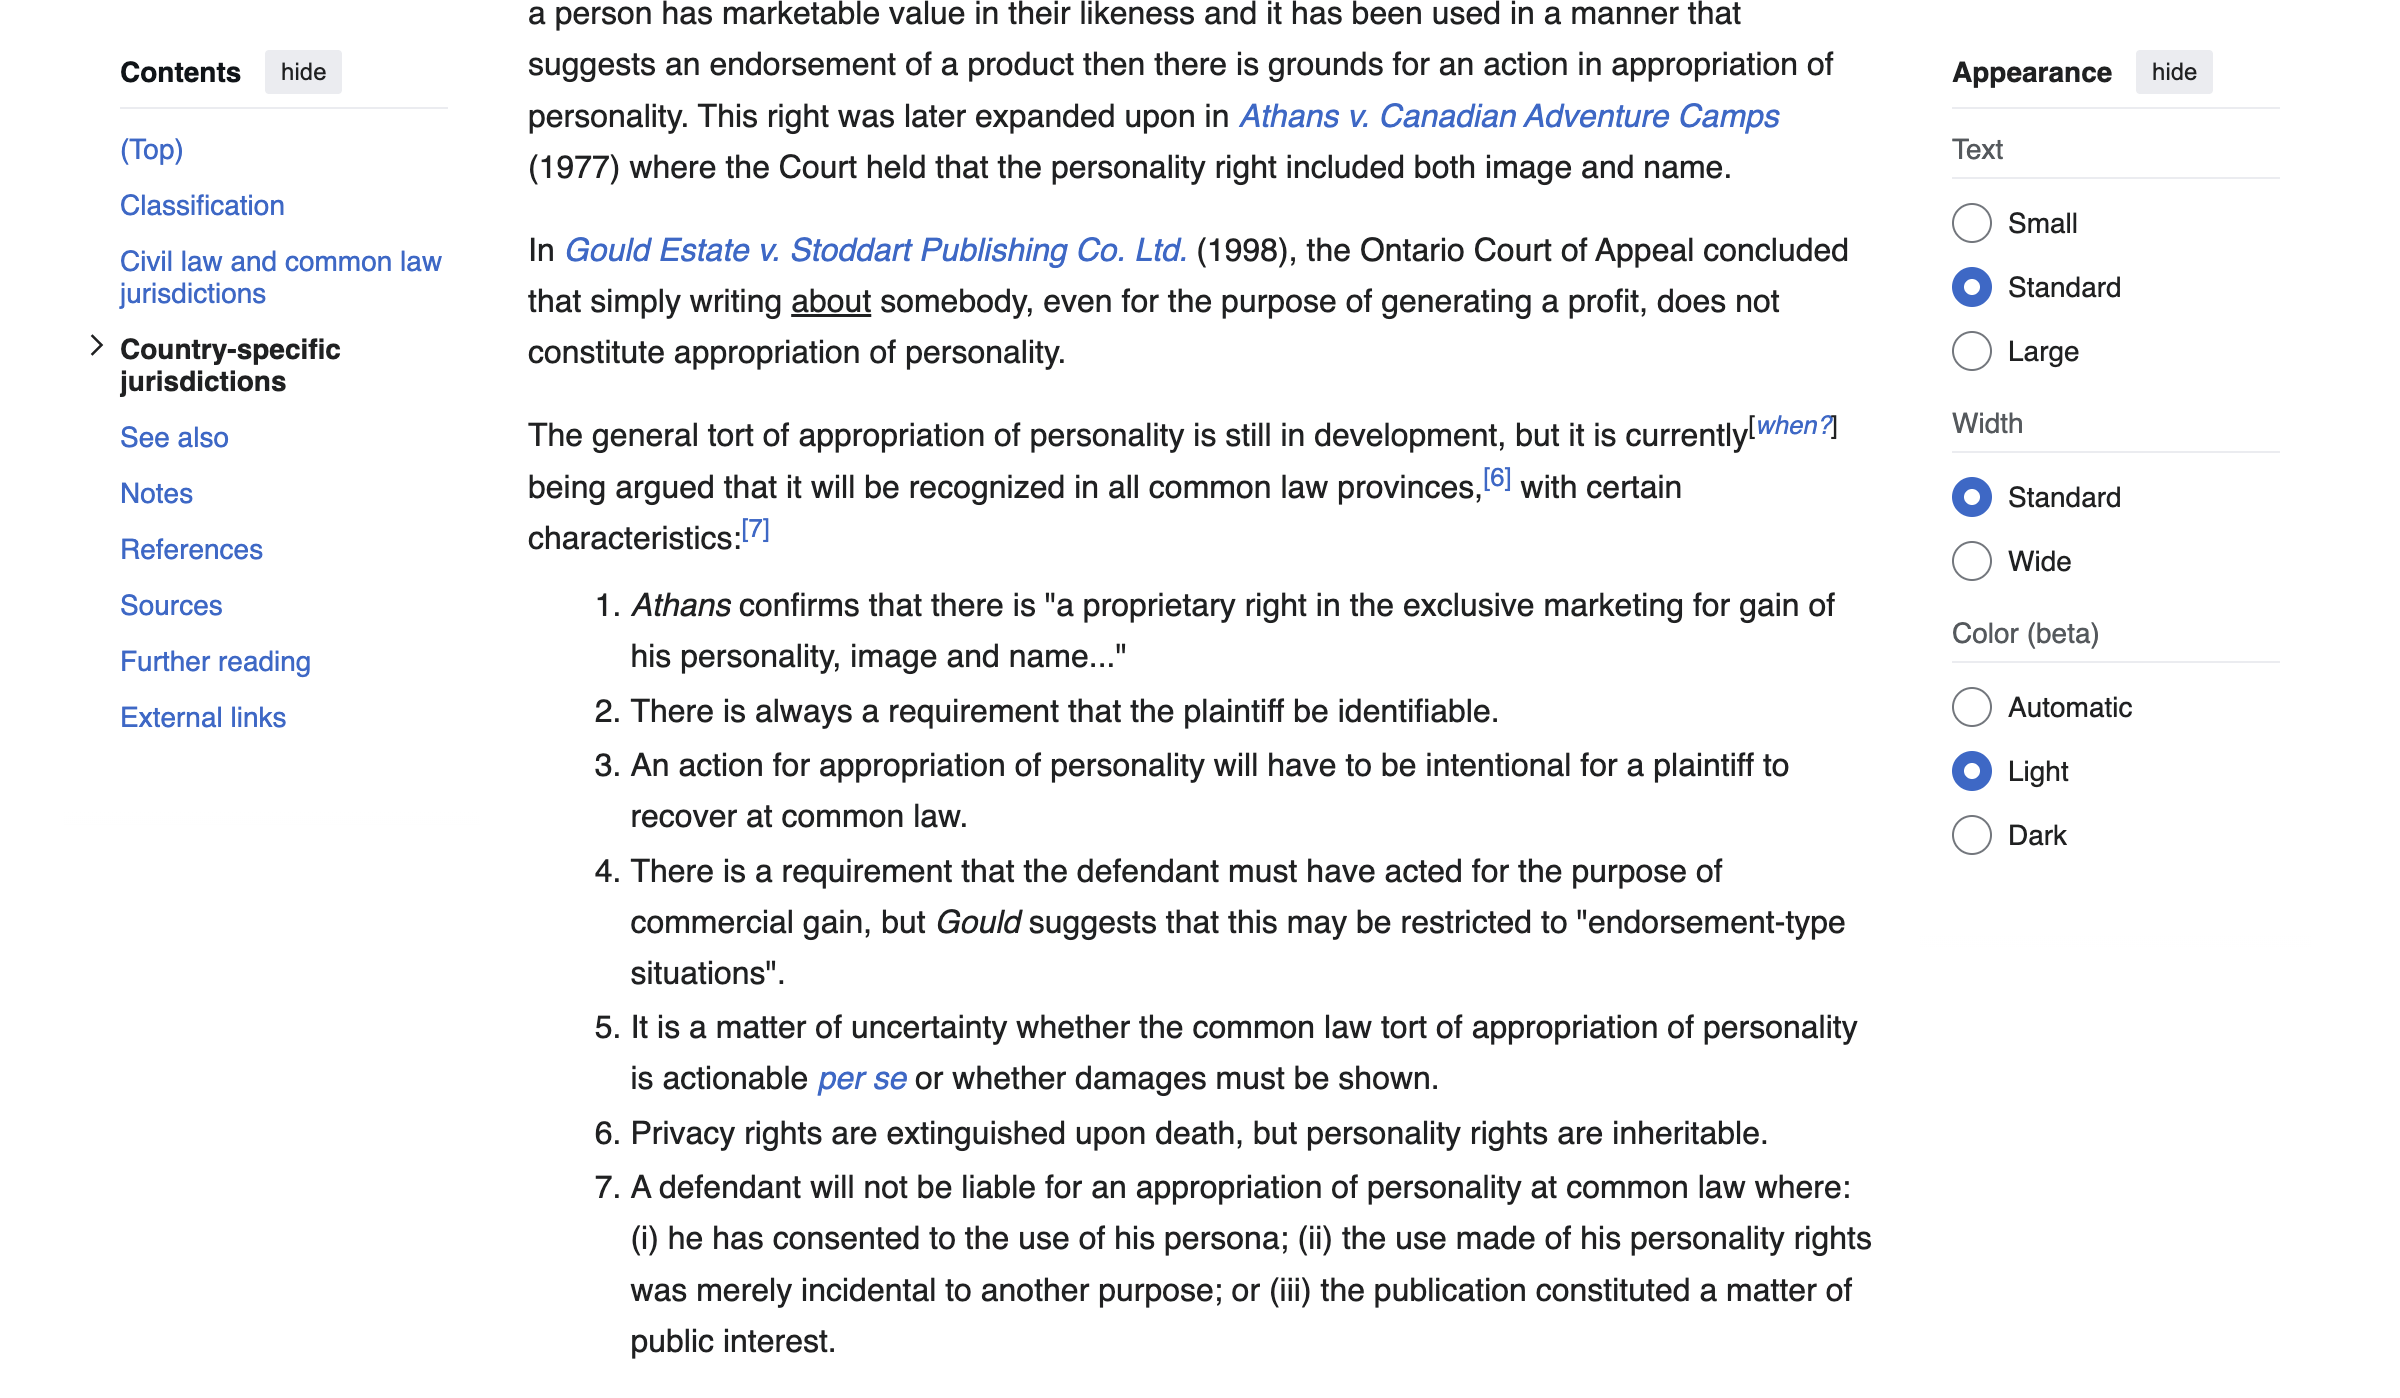 Contents hide
(Top)
Classification
Civil law and common law
jurisdictions
Country-specific
jurisdictions
See also
Notes
References
Sources
Further reading
External links
a person has marketable value in their likeness and it has been used in a manner that
suggests an endorsement of a product then there is grounds for an action in appropriation of
personality. This right was later expanded upon in Athans v. Canadian Adventure Camps
(1977) where the Court held that the personality right included both image and name.
In Gould Estate v. Stoddart Publishing Co. Ltd. (1998), the Ontario Court of Appeal concluded
that simply writing about somebody, even for the purpose of generating a profit, does not
constitute appropriation of personality.
The general tort of appropriation of personality is still in development, but it is currently[when?]
being argued that it will be recognized in all common law provinces,[6] with certain
characteristics:[7]
1. Athans confirms that there is "a proprietary right in the exclusive marketing for gain of
his personality, image and name..."
2. There is always a requirement that the plaintiff be identifiable.
3. An action for appropriation of personality will have to be intentional for a plaintiff to
recover at common law.
4. There is a requirement that the defendant must have acted for the purpose of
commercial gain, but Gould suggests that this may be restricted to "endorsement-type
situations".
5. It is a matter of uncertainty whether the common law tort of appropriation of personality
is actionable per se or whether damages must be shown.
6. Privacy rights are extinguished upon death, but personality rights are inheritable.
7. A defendant will not be liable for an appropriation of personality at common law where:
(i) he has consented to the use of his persona; (ii) the use made of his personality rights
was merely incidental to another purpose; or (iii) the publication constituted a matter of
public interest.
Appearance hide
Text
Small
Standard
Large
Width
Standard
Wide
Color (beta)
Automatic
Light
Dark